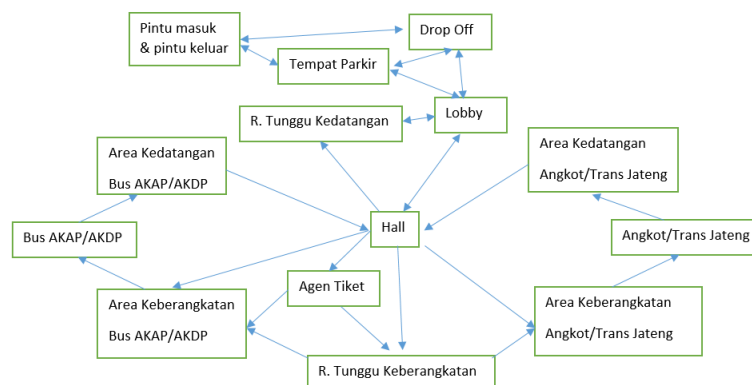 Pintu masuk
& pintu keluar
Drop Off
Tempat Parkir
R. Tunggu Kedatangan
Lobby
Area Kedatangan
Bus AKAP/AKDP
Area Kedatangan
Angkot/Trans Jateng
Bus AKAP/AKDP
Hall
Angkot/Trans Jateng
Agen Tiket
Area Keberangkatan
Bus AKAP/AKDP
Area Keberangkatan
Angkot/Trans Jateng
R. Tunggu Keberangkatan